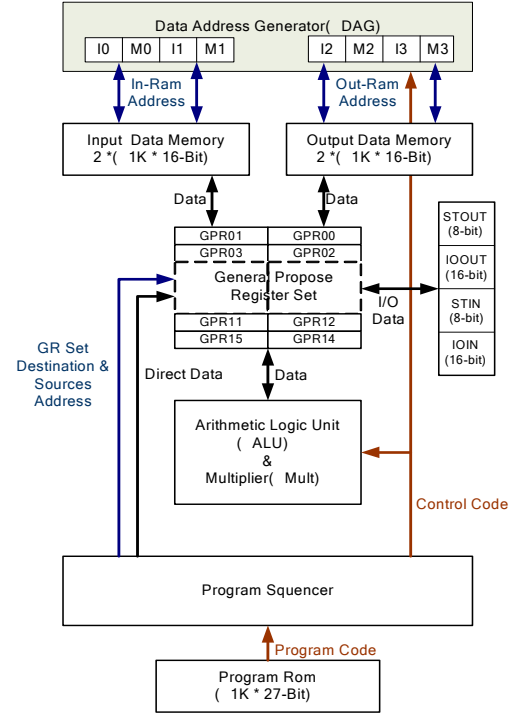 Data Address Generator( DAG)
I0 M0 I1 M1
I2 M2 I3 M3
In-Ram
Address
Out-Ram
Address
Input Data Memory
2 *( 1K * 16-Bit)
Output Data Memory
2 *( 1K * 16-Bit)
Data
Data
GPR01 GPR00
GPR03 GPR02
General Propose
Register Set
GPR11 GPR12
GPR15 GPR14
STOUT
(8-bit)
IOOUT
(16-bit)
STIN
(8-bit)
IOIN
(16-bit)
I/O
Data
GR Set
Destination &
Sources
Address
Direct Data
Data
Arithmetic Logic Unit
( ALU)
&
Multiplier( Mult)
Control Code
Program Squencer
Program Code
Program Rom
( 1K * 27-Bit)